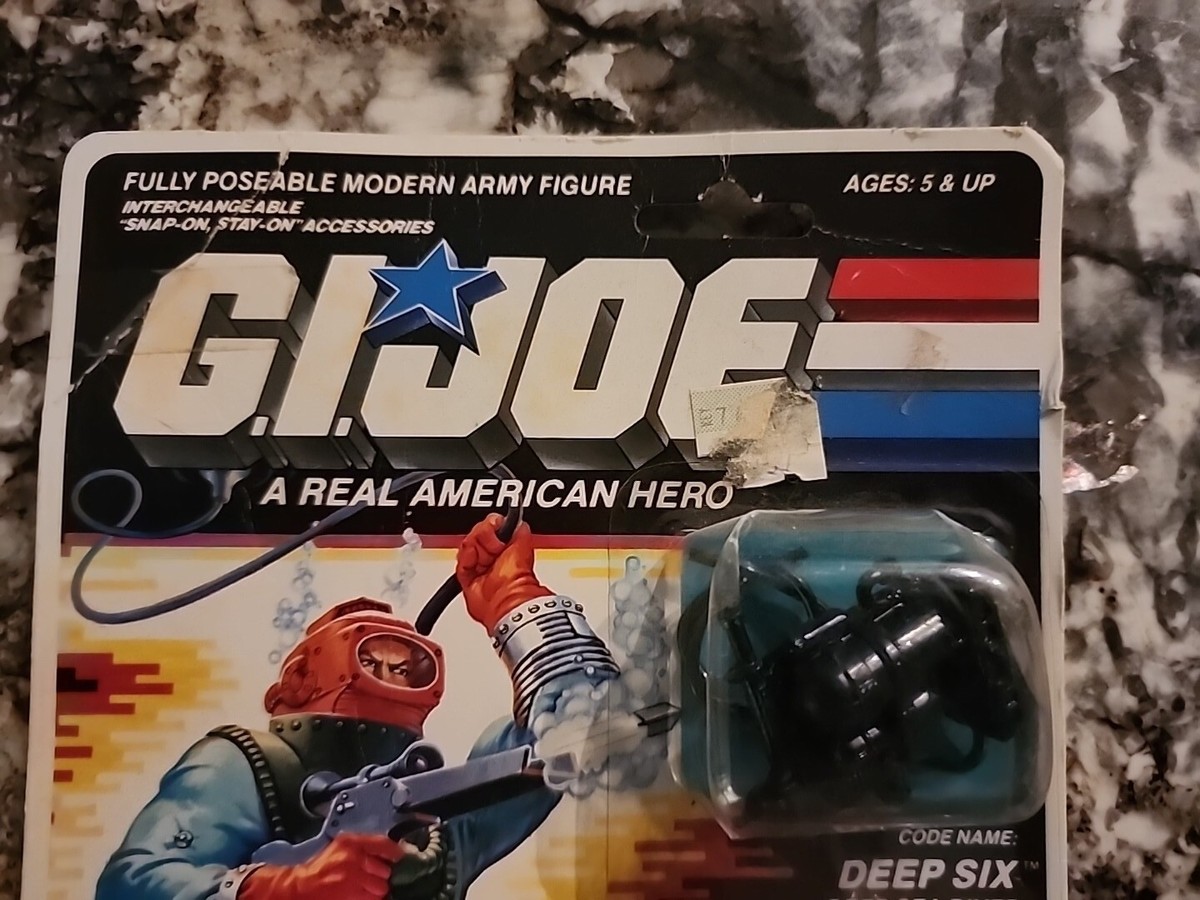 FULLY POSEABLE MODERN ARMY FIGURE
AGES: 5 & UP
INTERCHANGEABLE
"SNAP-ON, STAY-ON" ACCESSORIES
G.I. JOE
A REAL AMERICAN HERO
CODE NAME:
DEEP SIX™